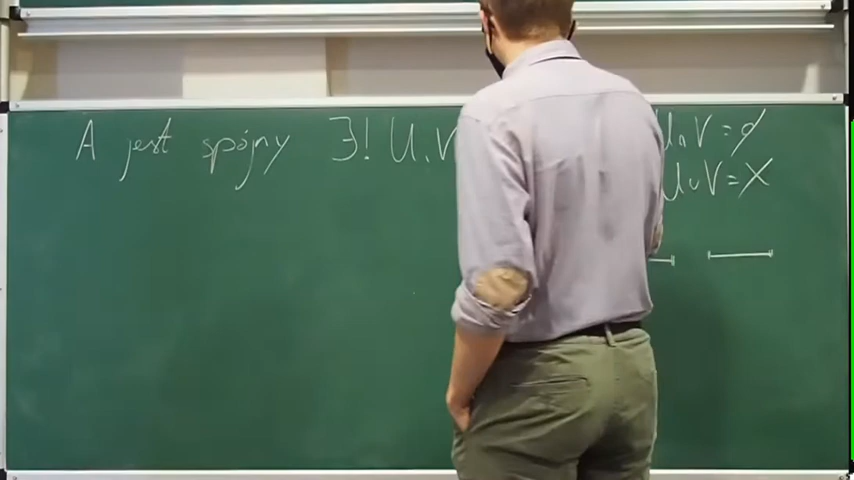 A jest spójny ∃! U,V U∩V = ∅
U∪V = X